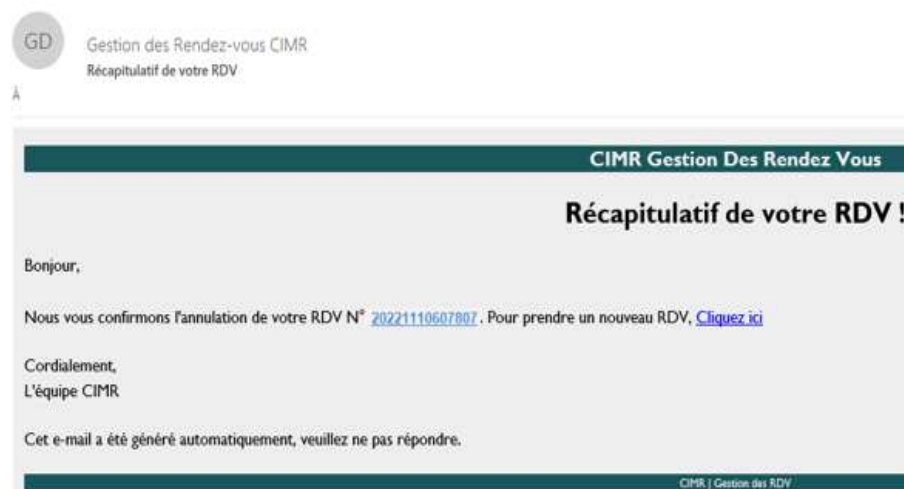 GD
Gestion des Rendez-vous CIMR
Récapitulatif de votre RDV
À
CIMR Gestion Des Rendez Vous
Récapitulatif de votre RDV !
Bonjour,
Nous vous confirmons l'annulation de votre RDV N° 20221110607807. Pour prendre un nouveau RDV, Cliquez ici
Cordialement,
L'équipe CIMR
Cet e-mail a été généré automatiquement, veuillez ne pas répondre.
CIMR | Gestion des RDV